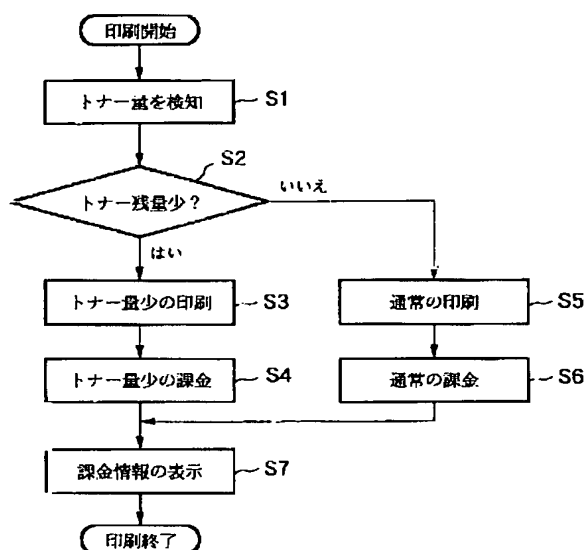 印刷開始
トナー量を検知
S1
S2
トナー残量少？
いいえ
はい
トナー量少の印刷
S3
通常の印刷
S5
トナー量少の課金
S4
通常の課金
S6
課金情報の表示
S7
印刷終了